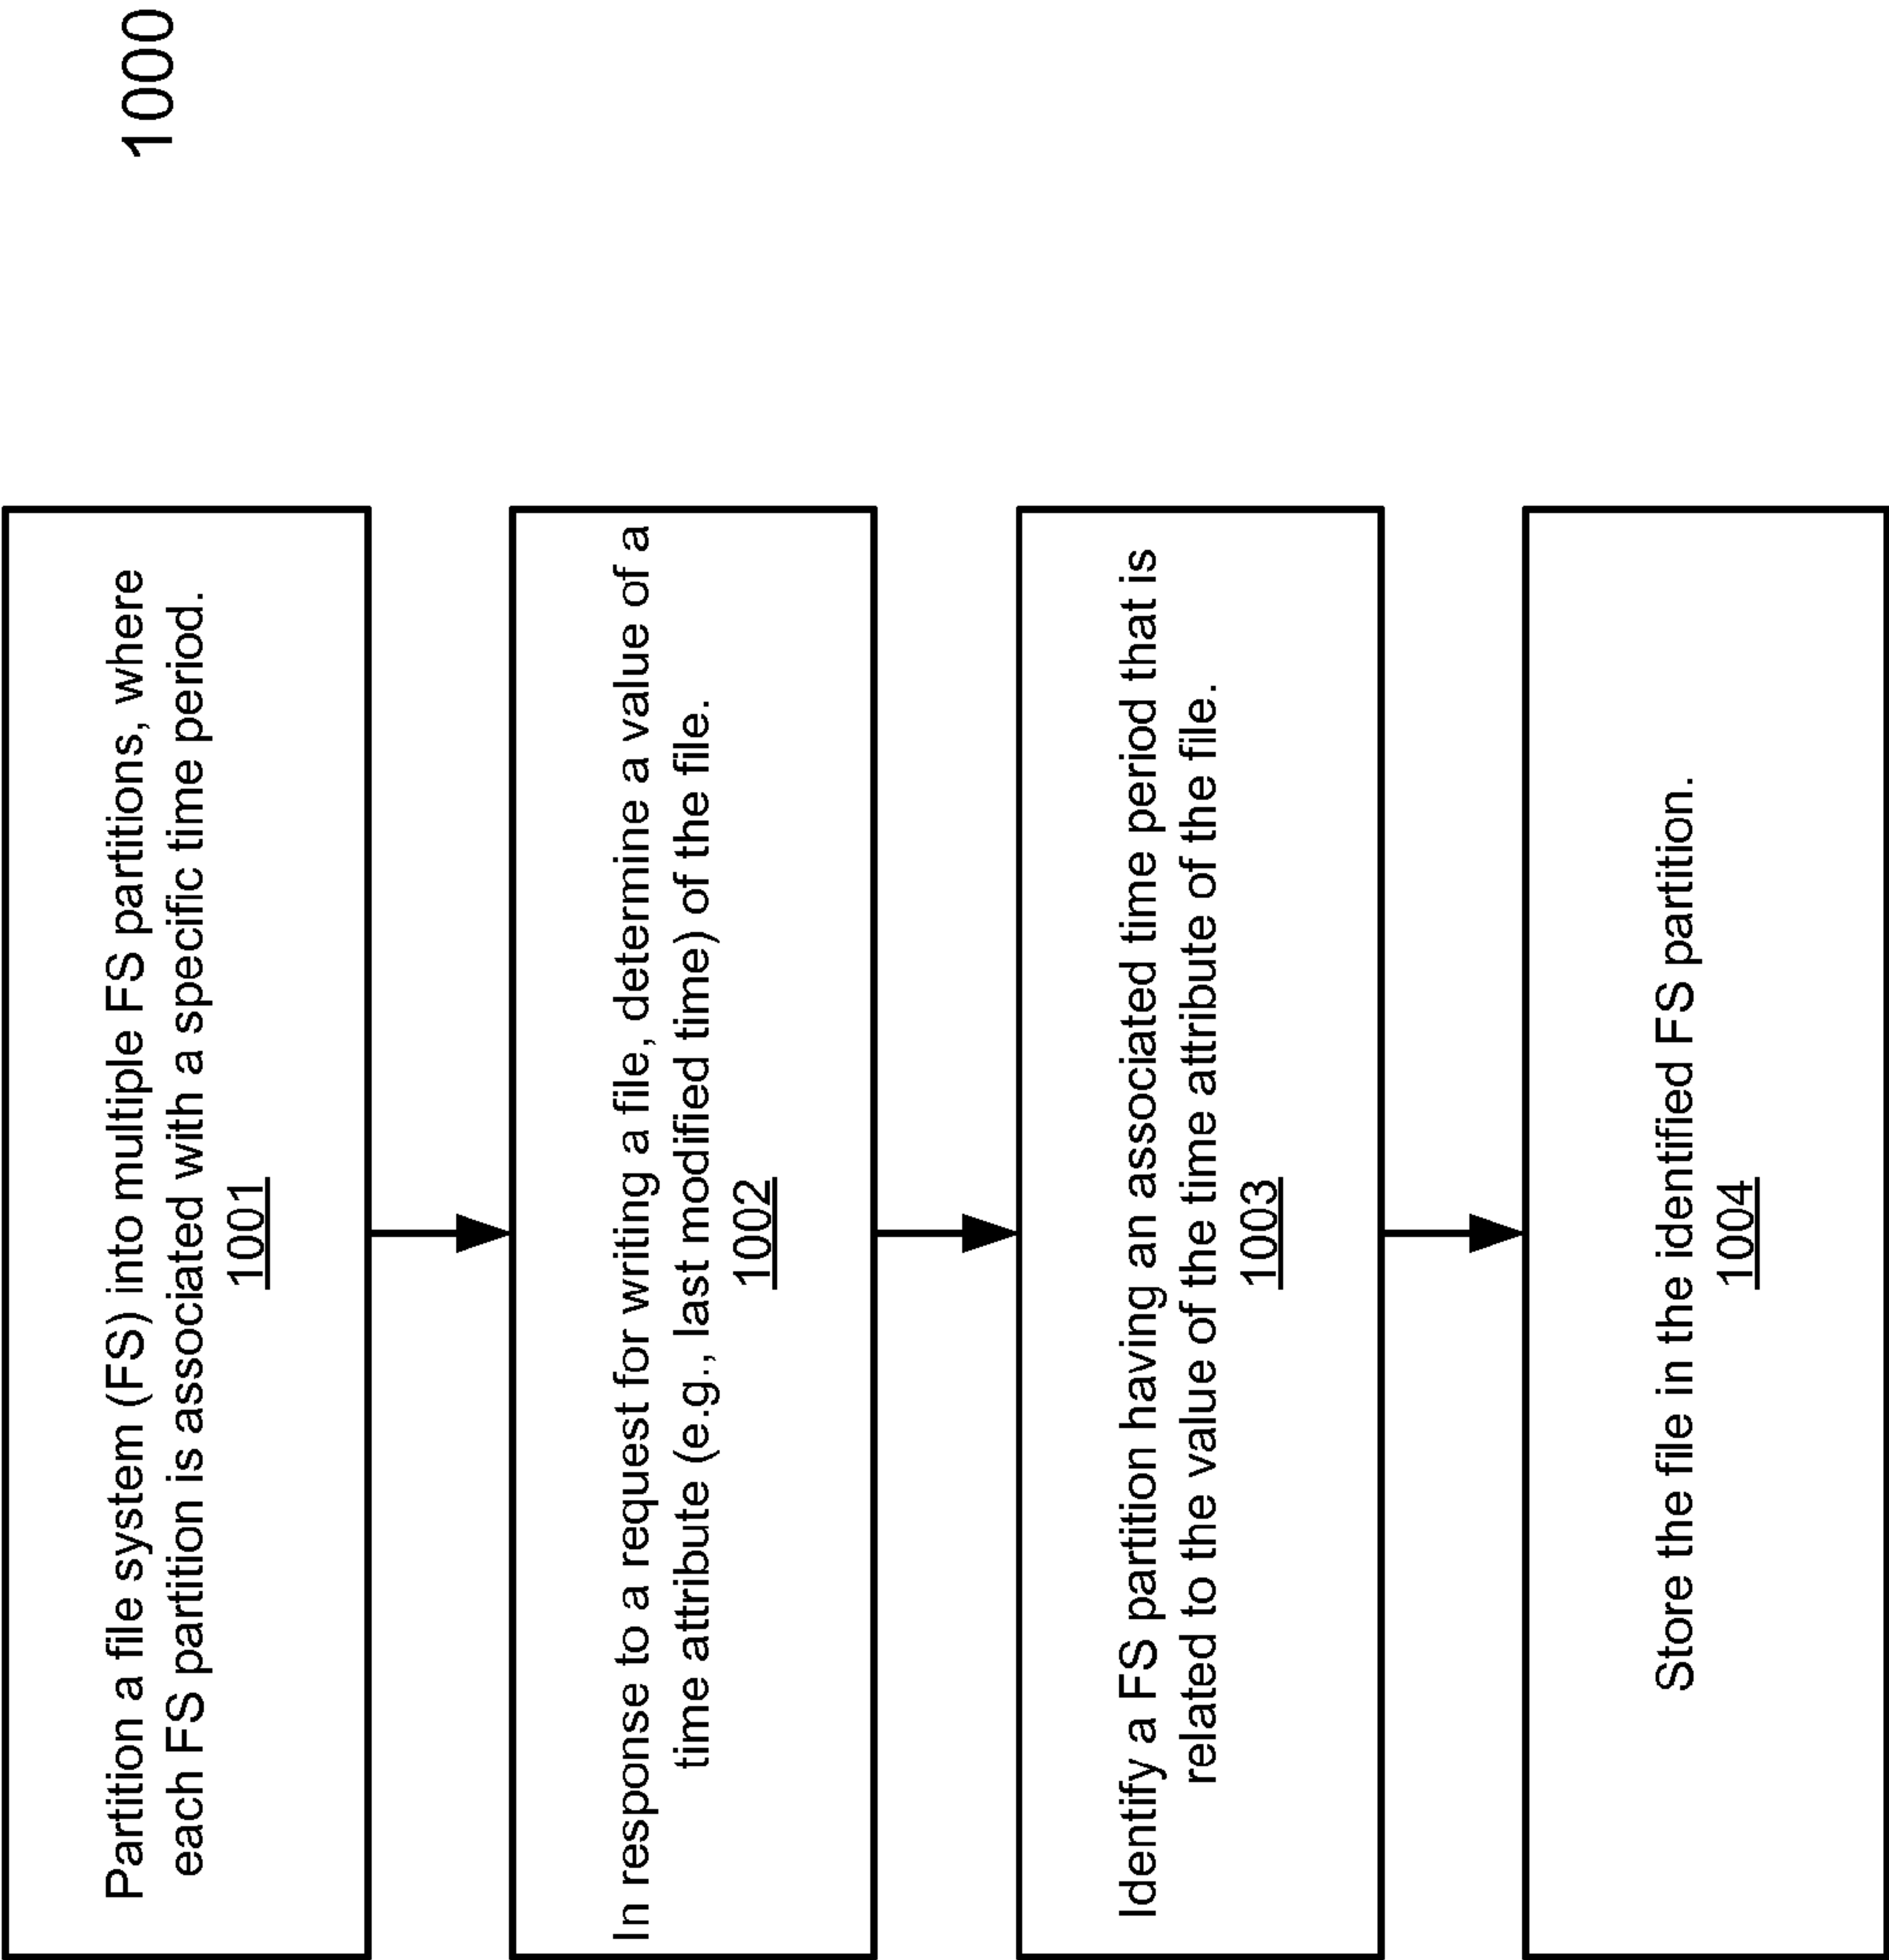 1000
Partition a file system (FS) into multiple FS partitions, where
each FS partition is associated with a specific time period.
1001
In response to a request for writing a file, determine a value of a
time attribute (e.g., last modified time) of the file.
1002
Identify a FS partition having an associated time period that is
related to the value of the time attribute of the file.
1003
Store the file in the identified FS partition.
1004